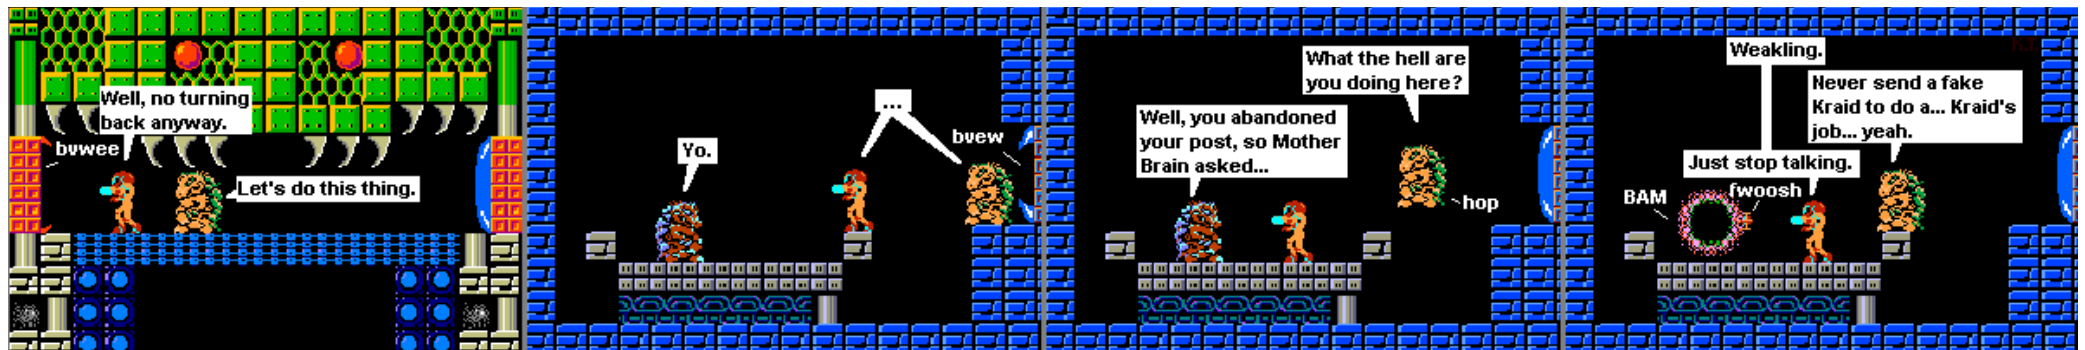 Well, no turning
back anyway.
bvwee
Let's do this thing.
Yo.
...
bvew
What the hell are
you doing here?
Well, you abandoned
your post, so Mother
Brain asked...
hop
Weakling.
Never send a fake
Kraid to do a... Kraid's
job... yeah.
Just stop talking.
BAM
fwoosh